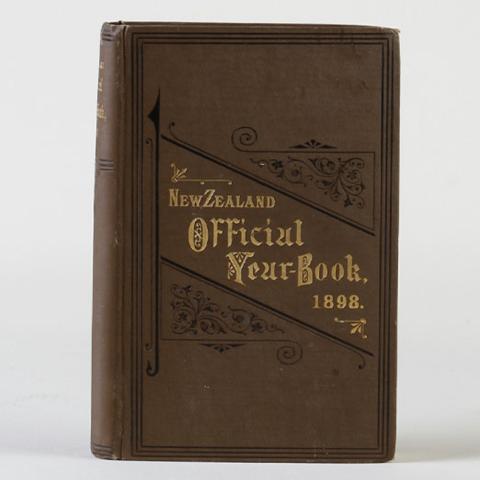 NEW ZEALAND
Official
Year-Book,
1898.